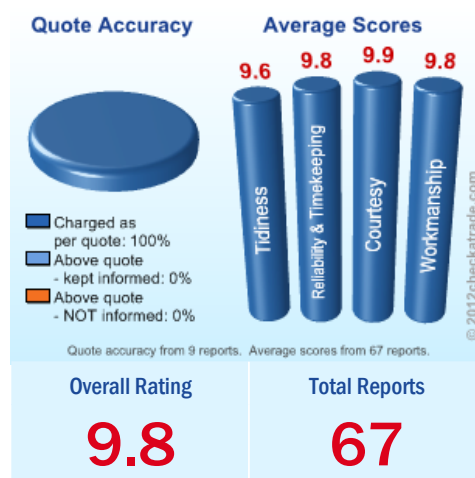 Quote Accuracy
Average Scores
9.6
9.8
9.9
9.8
Tidiness
Reliability & Timekeeping
Courtesy
Workmanship
Charged as
per quote: 100%
Above quote
- kept informed: 0%
Above quote
- NOT informed: 0%
© 2012checkatrade.com
Quote accuracy from 9 reports. Average scores from 67 reports.
Overall Rating
Total Reports
9.8
67